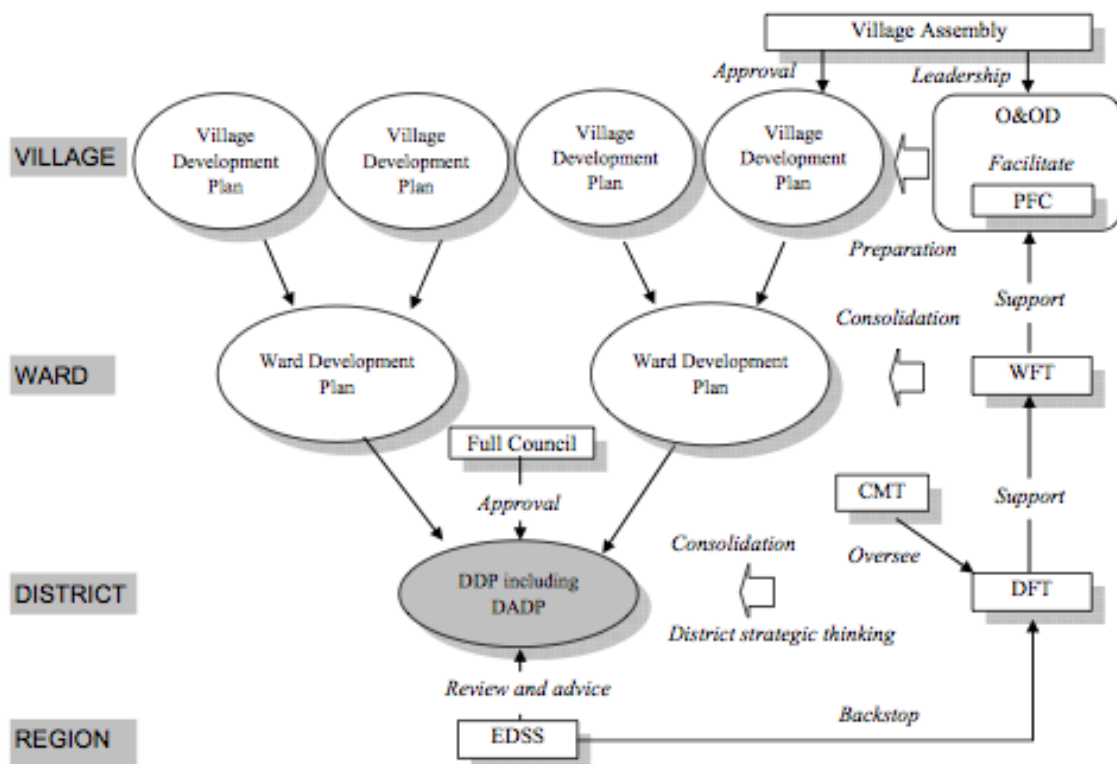 Village Assembly
Approval
Leadership
VILLAGE
Village
Development
Plan
Village
Development
Plan
Village
Development
Plan
Village
Development
Plan
O&OD
Facilitate
PFC
Preparation
Support
Consolidation
WARD
Ward Development
Plan
Ward Development
Plan
WFT
Full Council
Approval
CMT
Support
Consolidation
Oversee
DISTRICT
DDP including
DADP
DFT
District strategic thinking
Review and advice
Backstop
REGION
EDSS